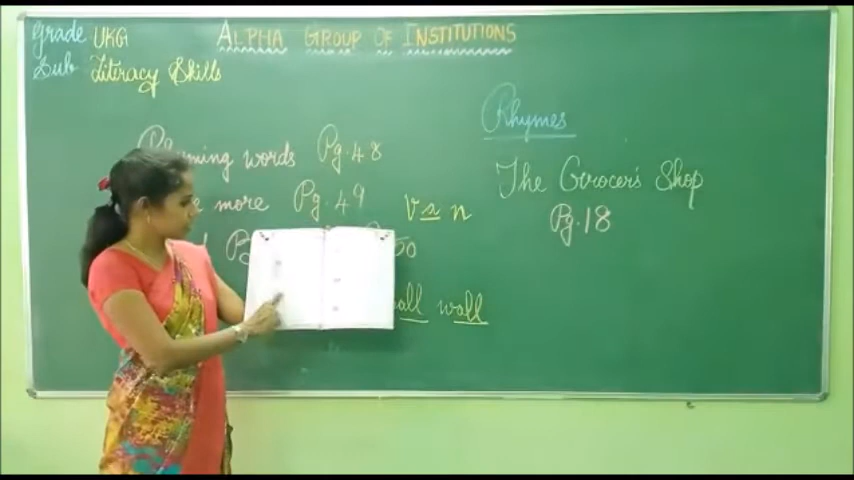 Grade UKG
ALPHA GROUP OF INSTITUTIONS
Sub Literacy Skills
Rhyming words Pg. 48
more Pg. 49
Van
wall
Rhymes
The Grocer's Shop
Pg. 18